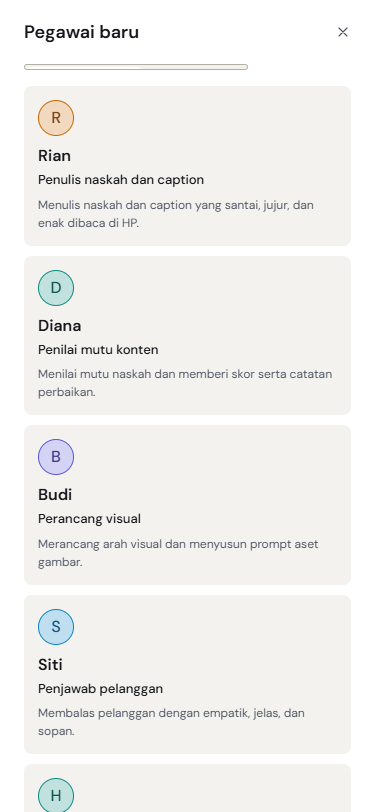 Pegawai baru
R
Rian
Penulis naskah dan caption
Menulis naskah dan caption yang santai, jujur, dan
enak dibaca di HP.
D
Diana
Penilai mutu konten
Menilai mutu naskah dan memberi skor serta catatan
perbaikan.
B
Budi
Perancang visual
Merancang arah visual dan menyusun prompt aset
gambar.
S
Siti
Penjawab pelanggan
Membalas pelanggan dengan empatik, jelas, dan
sopan.
H